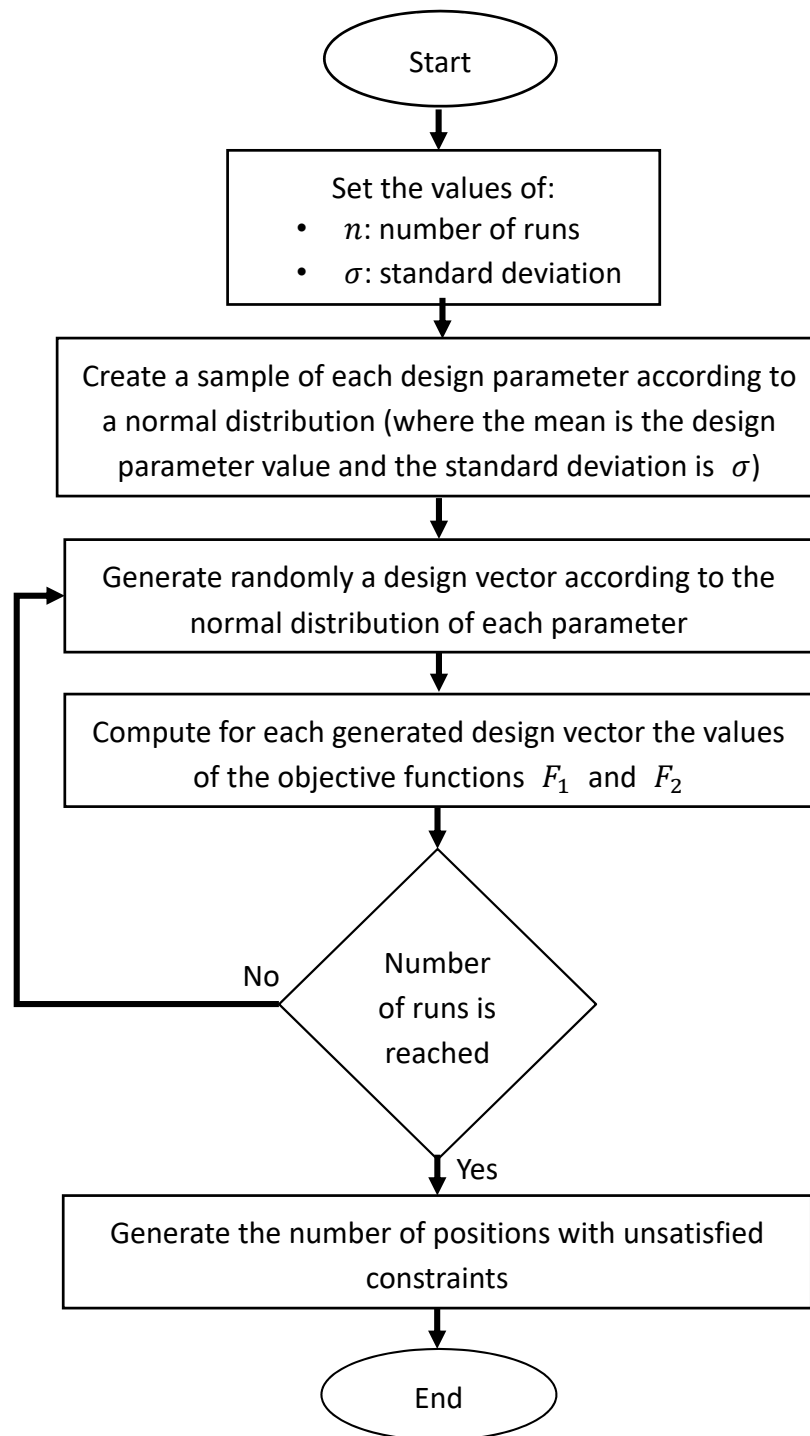 Start
Set the values of:
• n: number of runs
• σ: standard deviation
Create a sample of each design parameter according to
a normal distribution (where the mean is the design
parameter value and the standard deviation is σ)
Generate randomly a design vector according to the
normal distribution of each parameter
Compute for each generated design vector the values
of the objective functions F₁ and F₂
No
Number
of runs is
reached
Yes
Generate the number of positions with unsatisfied
constraints
End